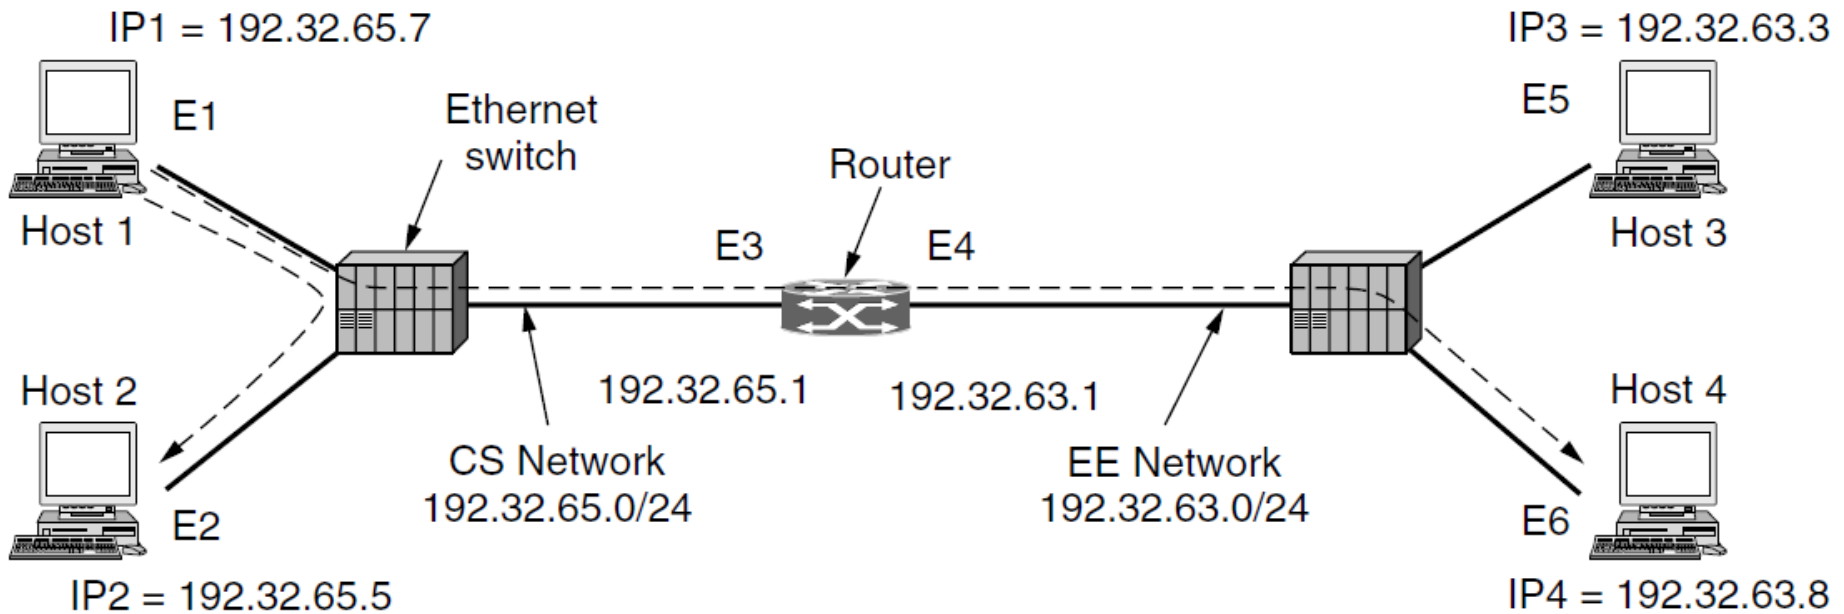 IP1 = 192.32.65.7
IP3 = 192.32.63.3
E1
Ethernet
switch
Router
E5
Host 1
E3
E4
Host 3
Host 2
192.32.65.1
192.32.63.1
Host 4
CS Network
192.32.65.0/24
EE Network
192.32.63.0/24
E2
E6
IP2 = 192.32.65.5
IP4 = 192.32.63.8